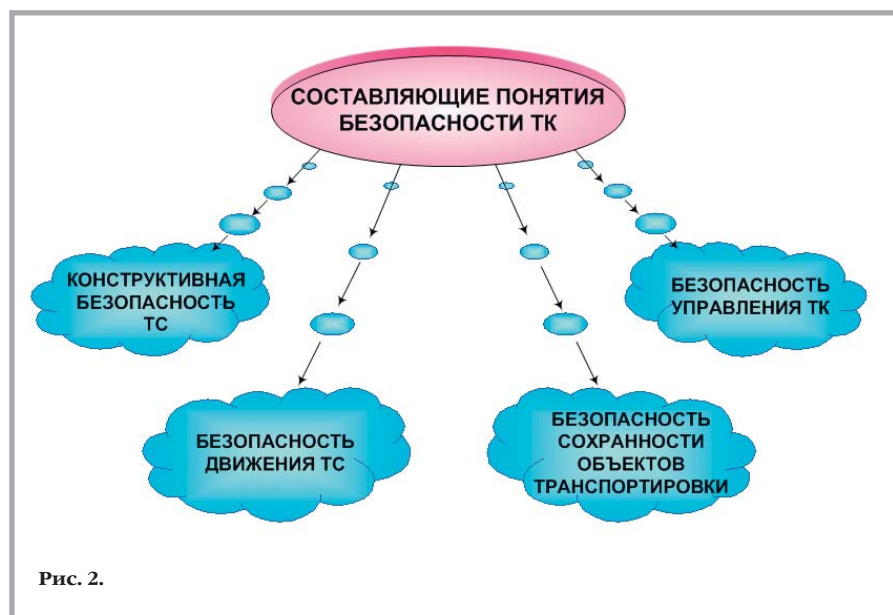 СОСТАВЛЯЮЩИЕ ПОНЯТИЯ
БЕЗОПАСНОСТИ ТК
КОНСТРУКТИВНАЯ
БЕЗОПАСНОСТЬ
ТС
БЕЗОПАСНОСТЬ
ДВИЖЕНИЯ ТС
БЕЗОПАСНОСТЬ
СОХРАННОСТИ
ОБЪЕКТОВ
ТРАНСПОРТИРОВКИ
БЕЗОПАСНОСТЬ
УПРАВЛЕНИЯ ТК
Рис. 2.